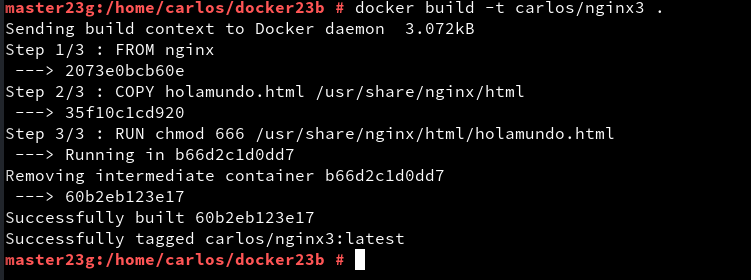 master23g:/home/carlos/docker23b # docker build -t carlos/nginx3 .
Sending build context to Docker daemon  3.072kB
Step 1/3 : FROM nginx
 ---> 2073e0bcb60e
Step 2/3 : COPY holamundo.html /usr/share/nginx/html
 ---> 35f10c1cd920
Step 3/3 : RUN chmod 666 /usr/share/nginx/html/holamundo.html
 ---> Running in b66d2c1d0dd7
Removing intermediate container b66d2c1d0dd7
 ---> 60b2eb123e17
Successfully built 60b2eb123e17
Successfully tagged carlos/nginx3:latest
master23g:/home/carlos/docker23b #